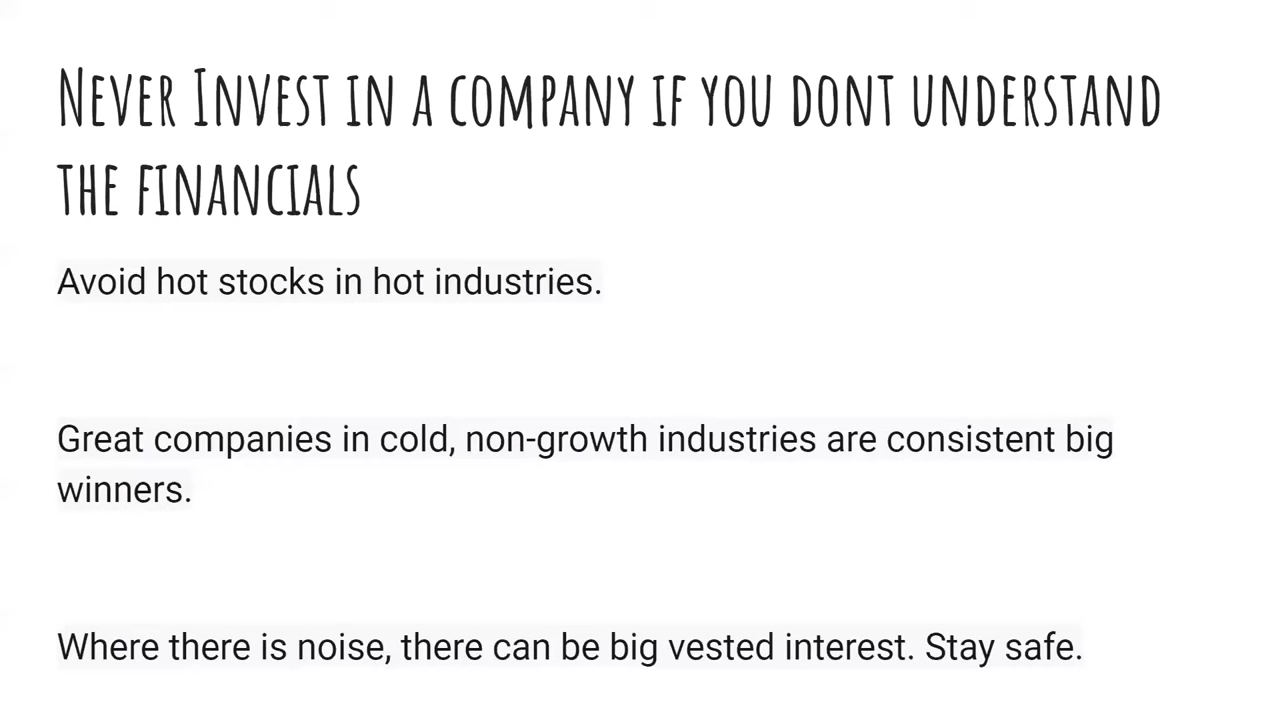 Never Invest in a company if you dont understand
the financials
Avoid hot stocks in hot industries.
Great companies in cold, non-growth industries are consistent big
winners.
Where there is noise, there can be big vested interest. Stay safe.